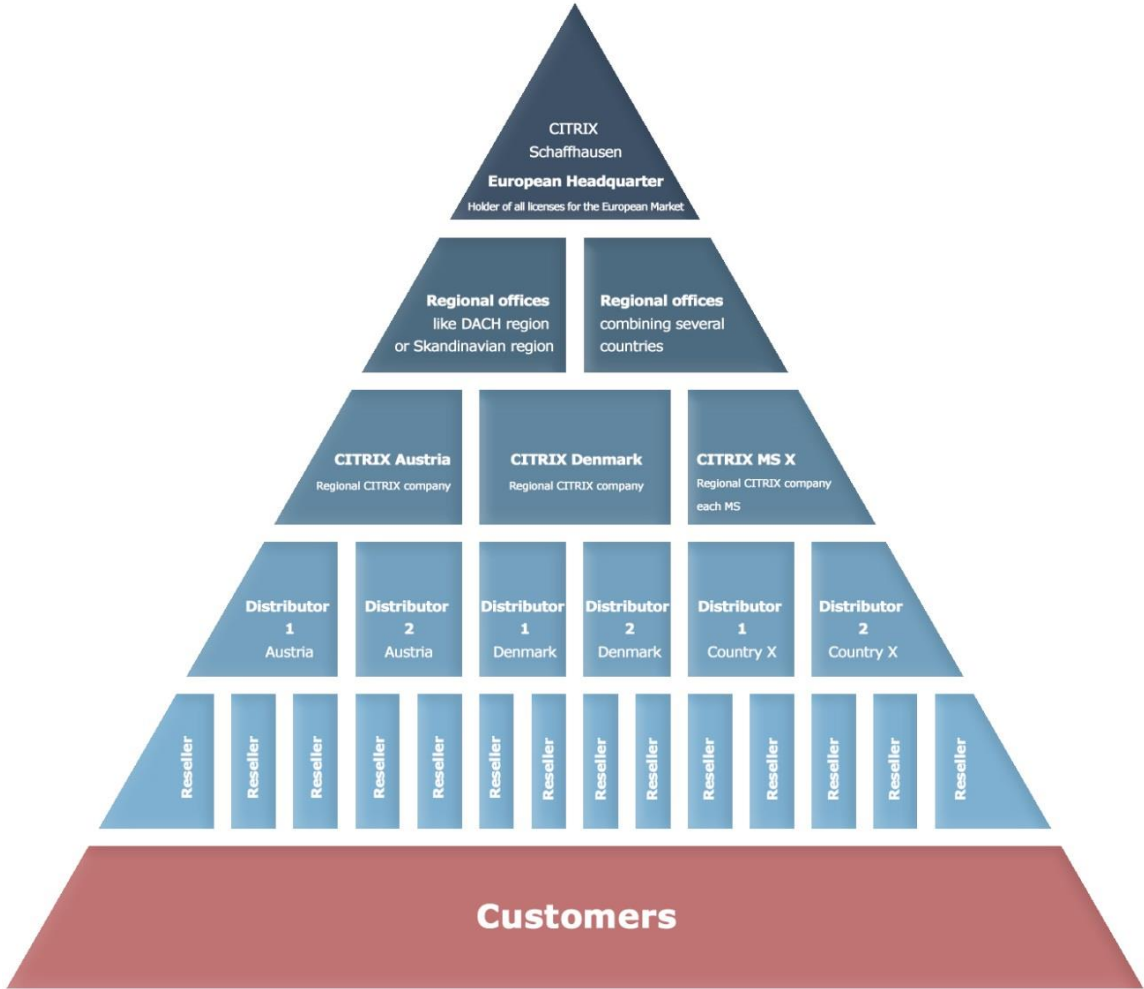 CITRIX
Schaffhausen
European Headquarter
Holder of all licenses for the European Market
Regional offices
like DACH region
or Skandinavian region
Regional offices
combining several
countries
CITRIX Austria
Regional CITRIX company
CITRIX Denmark
Regional CITRIX company
CITRIX MS X
Regional CITRIX company
each MS
Distributor
1
Austria
Distributor
2
Austria
Distributor
1
Denmark
Distributor
2
Denmark
Distributor
1
Country X
Distributor
2
Country X
Reseller
Reseller
Reseller
Reseller
Reseller
Reseller
Reseller
Reseller
Reseller
Reseller
Reseller
Reseller
Reseller
Reseller
Customers